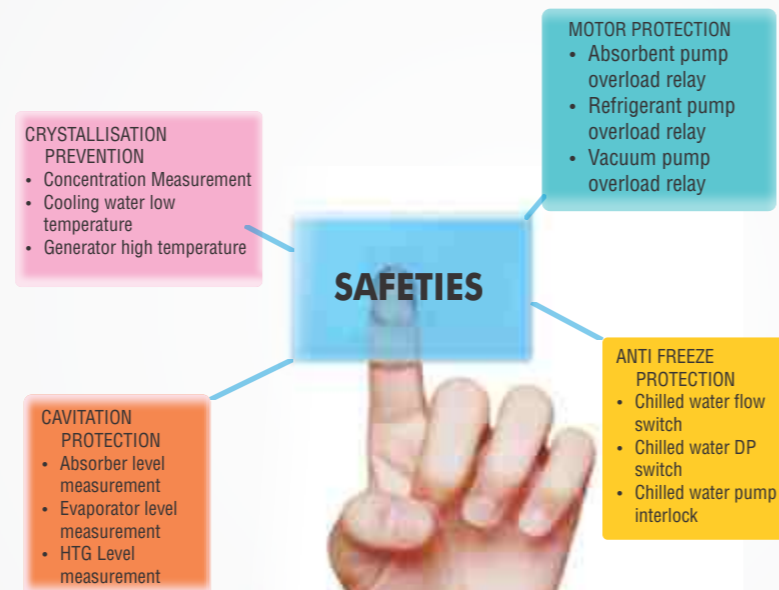 MOTOR PROTECTION
• Absorbent pump
overload relay
• Refrigerant pump
overload relay
• Vacuum pump
overload relay
CRYSTALLISATION
PREVENTION
• Concentration Measurement
• Cooling water low
temperature
• Generator high temperature
SAFETIES
ANTI FREEZE
PROTECTION
• Chilled water flow
switch
• Chilled water DP
switch
• Chilled water pump
interlock
CAVITATION
PROTECTION
• Absorber level
measurement
• Evaporator level
measurement
• HTG Level
measurement